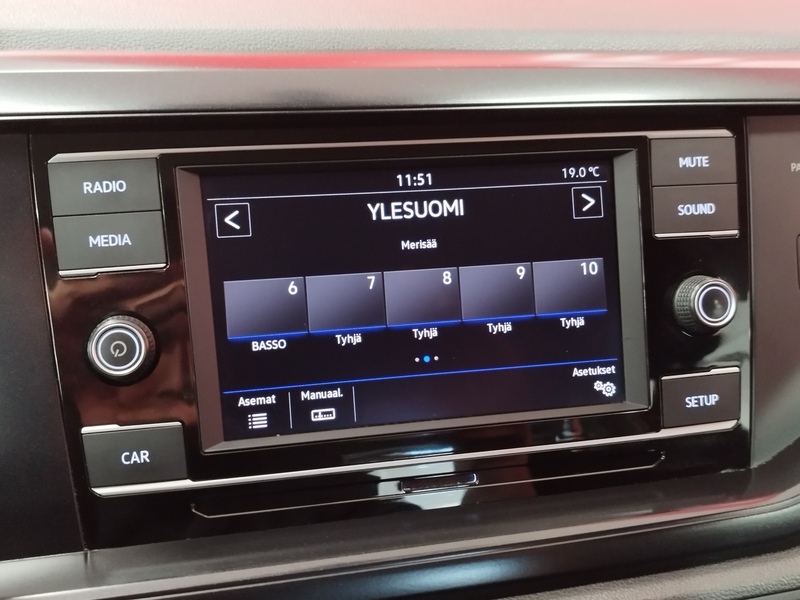 RADIO
MEDIA
CAR
11:51
19.0 °C
<
YLESUOMI
>
Merisää
6
7
8
9
10
BASSO
Tyhjä
Tyhjä
Tyhjä
Tyhjä
Asemat
Manuaal.
Asetukset
MUTE
SOUND
SETUP
PA